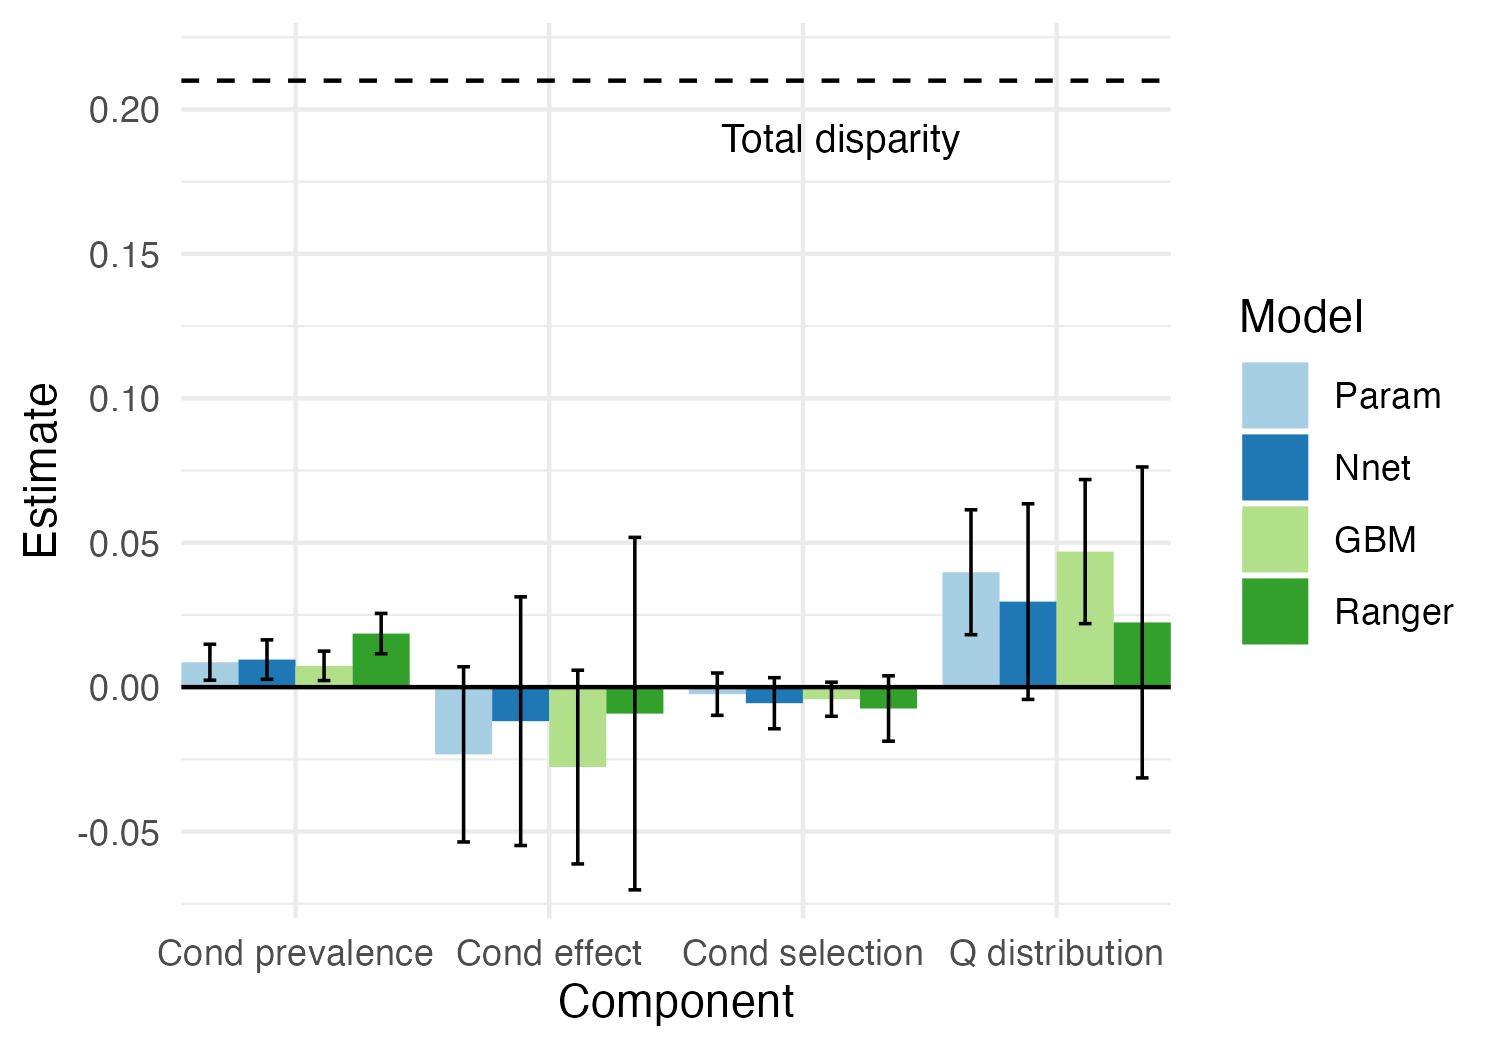 0.20
0.15
0.10
0.05
0.00
-0.05
Estimate
Total disparity
Cond prevalence
Cond effect
Cond selection
Q distribution
Component
Model
Param
Nnet
GBM
Ranger